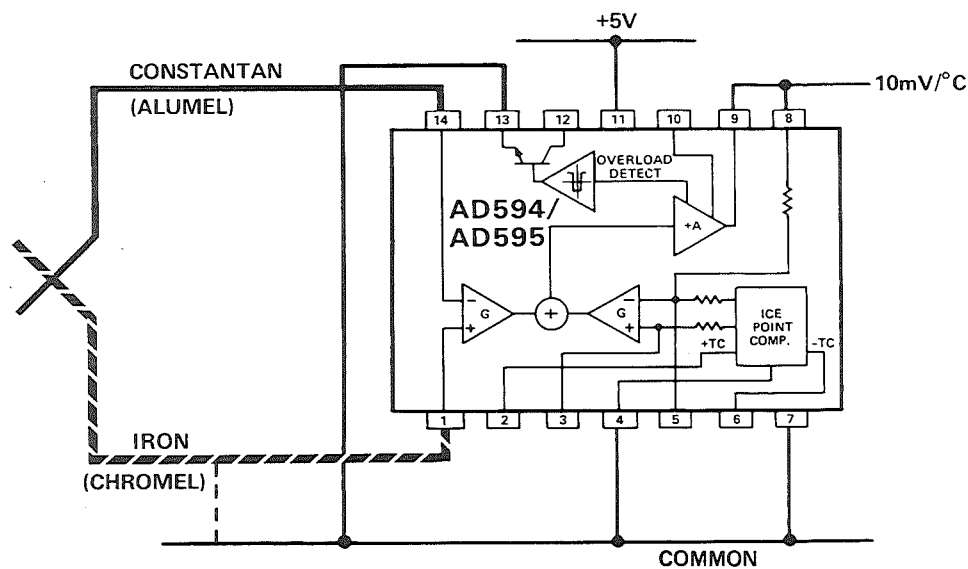 +5V
CONSTANTAN
(ALUMEL)
10mV/°C
14 13 12 11 10 9 8
OVERLOAD
DETECT
AD594/
AD595
+A
− G +
+
− G +
ICE
POINT
COMP.
+TC
−TC
1 2 3 4 5 6 7
IRON
(CHROMEL)
COMMON